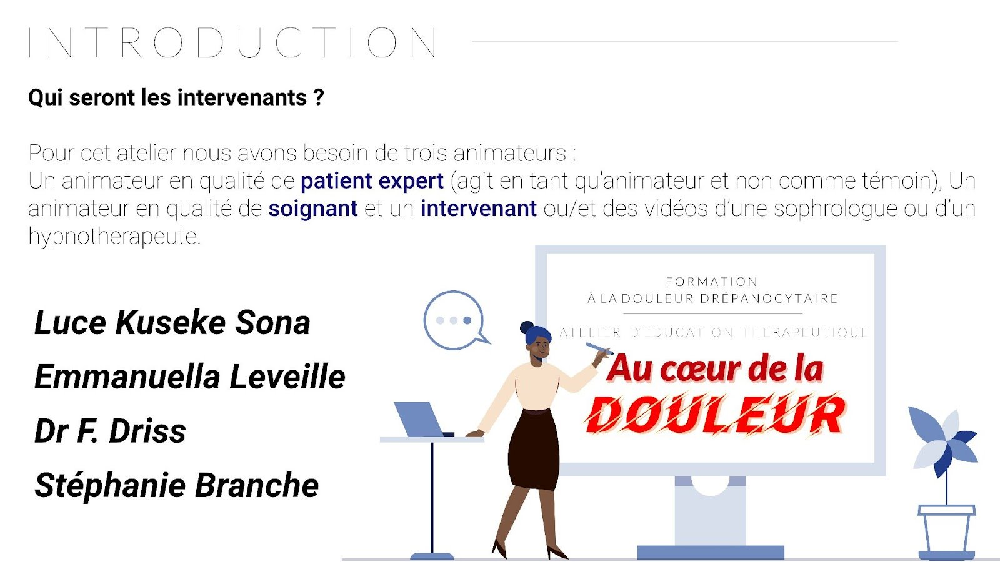 INTRODUCTION
Qui seront les intervenants ?
Pour cet atelier nous avons besoin de trois animateurs :
Un animateur en qualité de patient expert (agit en tant qu'animateur et non comme témoin), Un
animateur en qualité de soignant et un intervenant ou/et des vidéos d’une sophrologue ou d’un
hypnotherapeute.
Luce Kuseke Sona
Emmanuella Leveille
Dr F. Driss
Stéphanie Branche
FORMATION
À LA DOULEUR DRÉPANOCYTAIRE
ATELIER D'EDUCATION THERAPEUTIQUE
Au cœur de la
DOULEUR